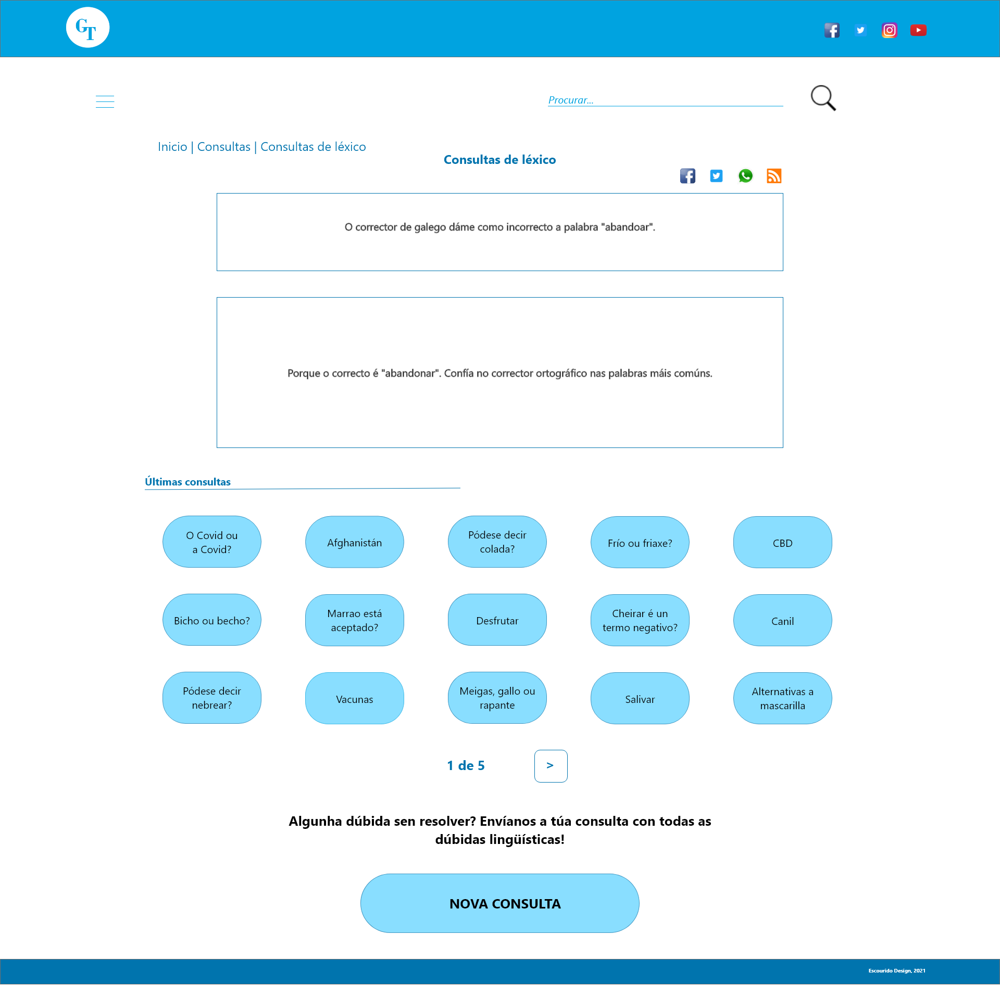 GT
Procurar...
Inicio | Consultas | Consultas de léxico
Consultas de léxico
O corrector de galego dáme como incorrecto a palabra "abandoar".
Porque o correcto é "abandonar". Confía no corrector ortográfico nas palabras máis comúns.
Últimas consultas
O Covid ou
a Covid?
Afghanistán
Pódese decir
colada?
Frío ou friaxe?
CBD
Bicho ou becho?
Marrao está
aceptado?
Desfrutar
Cheirar é un
termo negativo?
Canil
Pódese decir
nebrear?
Vacunas
Meigas, gallo ou
rapante
Salivar
Alternativas a
mascarilla
1 de 5
>
Algunha dúbida sen resolver? Envíanos a túa consulta con todas as
dúbidas lingüísticas!
NOVA CONSULTA
Escourido Design, 2021